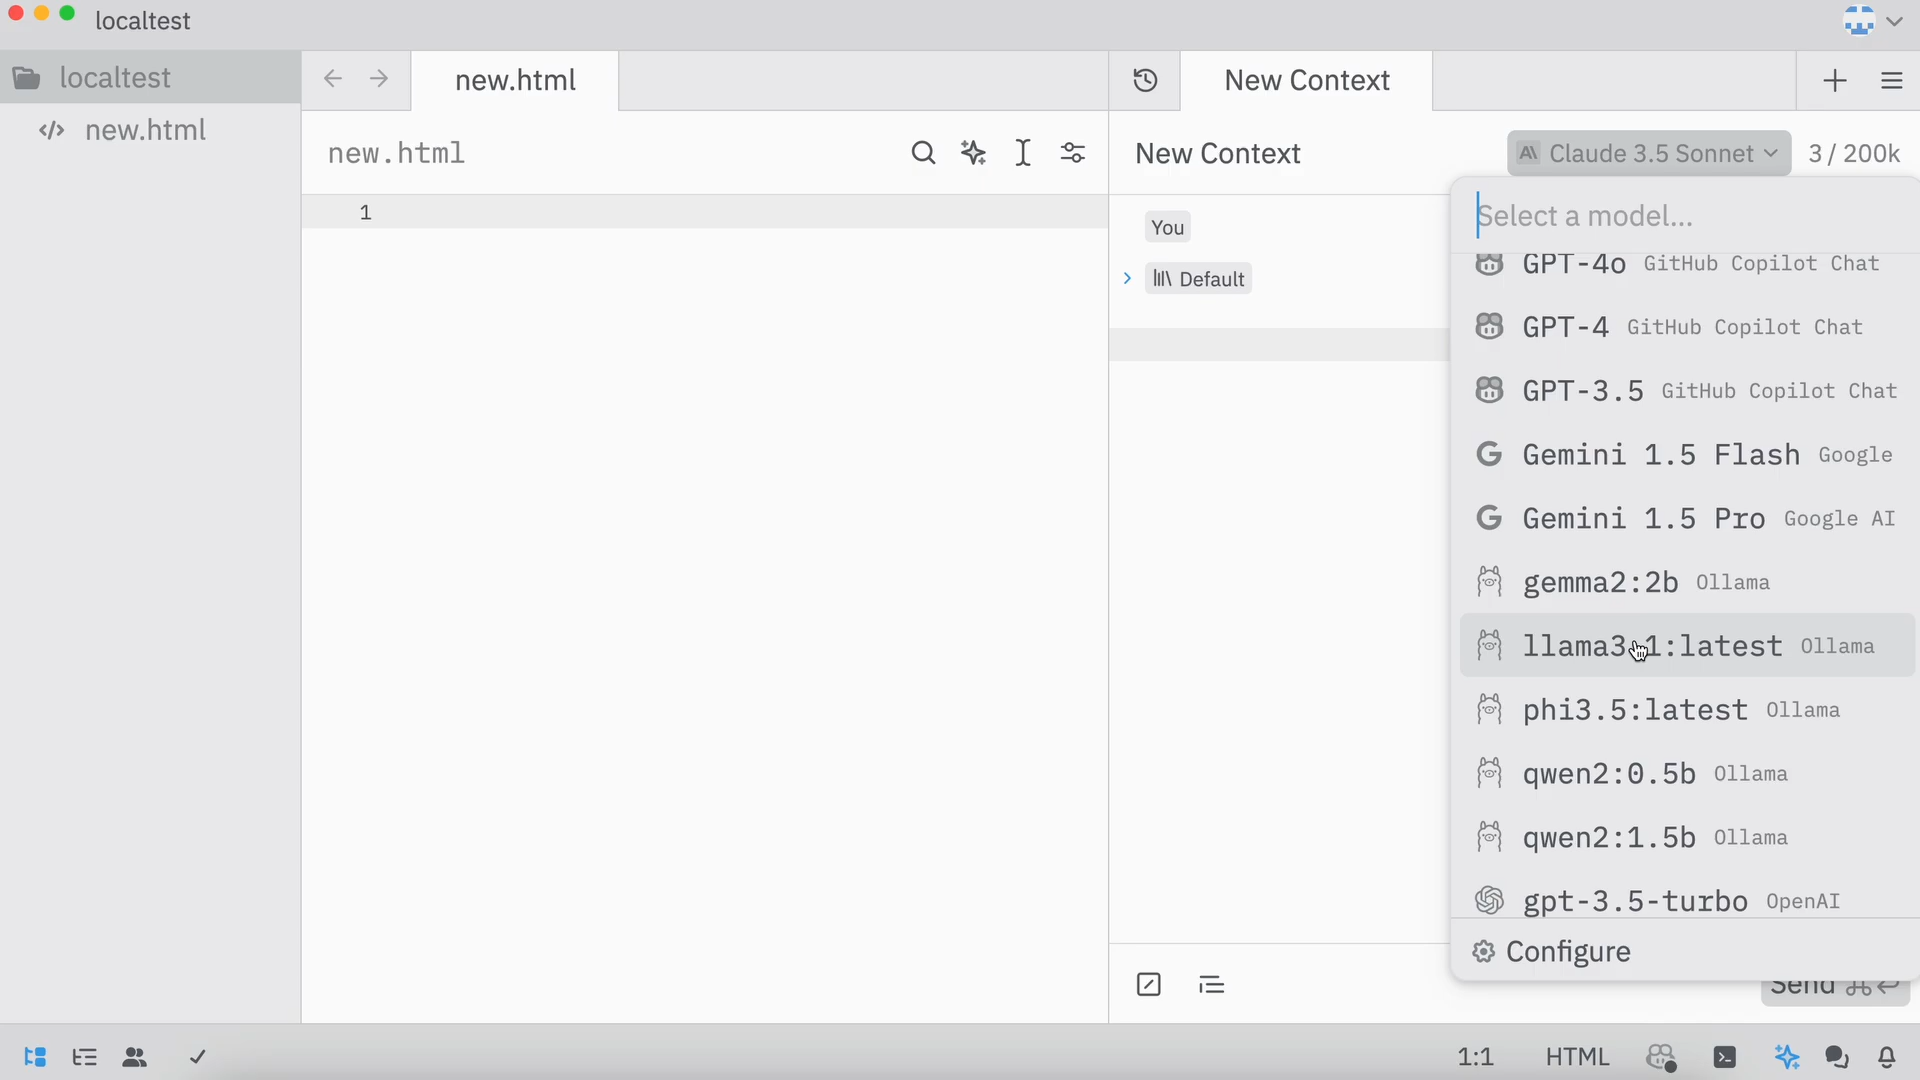 localtest
localtest
new.html
new.html
New Context
new.html
New Context
Claude 3.5 Sonnet
3 / 200k
1
You
Default
Select a model...
GPT-4o GitHub Copilot Chat
GPT-4 GitHub Copilot Chat
GPT-3.5 GitHub Copilot Chat
Gemini 1.5 Flash Google
Gemini 1.5 Pro Google AI
gemma2:2b Ollama
llama3.1:latest Ollama
phi3.5:latest Ollama
qwen2:0.5b Ollama
qwen2:1.5b Ollama
gpt-3.5-turbo OpenAI
Configure
Send ⌘↩
1:1
HTML